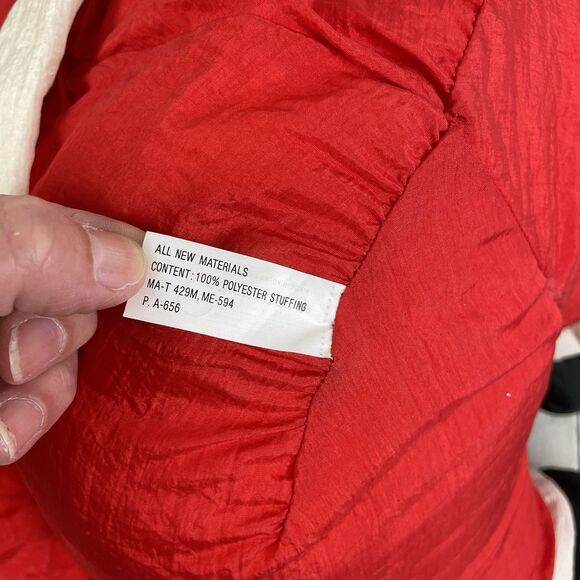 ALL NEW MATERIALS
CONTENT: 100% POLYESTER STUFFING
MA-T 429M, ME-594
P. A-656